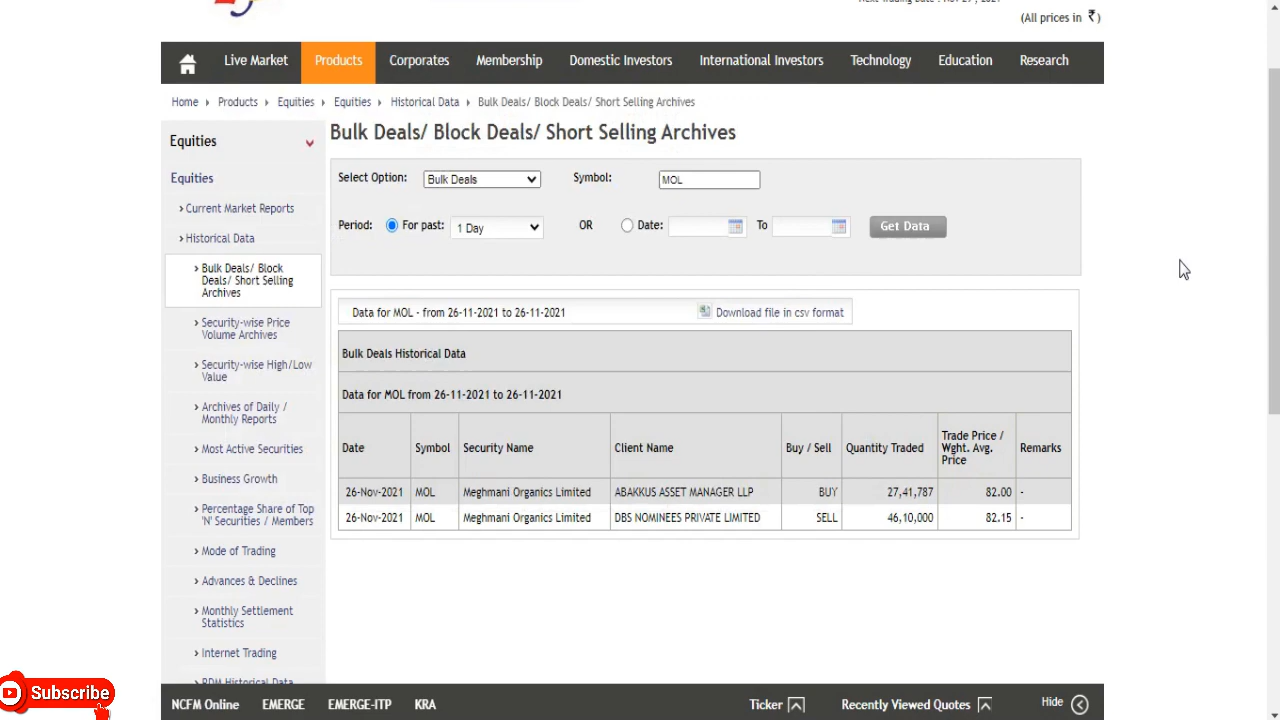 (All prices in ₹)
Live Market Products Corporates Membership Domestic Investors International Investors Technology Education Research
Home › Products › Equities › Equities › Historical Data › Bulk Deals/ Block Deals/ Short Selling Archives
Equities
Equities
› Current Market Reports
› Historical Data
› Bulk Deals/ Block
Deals/ Short Selling
Archives
› Security-wise Price
Volume Archives
› Security-wise High/Low
Value
› Archives of Daily /
Monthly Reports
› Most Active Securities
› Business Growth
› Percentage Share of Top
'N' Securities / Members
› Mode of Trading
› Advances & Declines
› Monthly Settlement
Statistics
› Internet Trading
Bulk Deals/ Block Deals/ Short Selling Archives
Select Option: Bulk Deals Symbol: MOL
Period: For past: 1 Day OR Date: To Get Data
Data for MOL - from 26-11-2021 to 26-11-2021 Download file in csv format
Bulk Deals Historical Data
Data for MOL from 26-11-2021 to 26-11-2021
Date Symbol Security Name Client Name Buy / Sell Quantity Traded Trade Price / Wght. Avg. Price Remarks
26-Nov-2021 MOL Meghmani Organics Limited ABAKKUS ASSET MANAGER LLP BUY 27,41,787 82.00 -
26-Nov-2021 MOL Meghmani Organics Limited DBS NOMINEES PRIVATE LIMITED SELL 46,10,000 82.15 -
Subscribe
NCFM Online EMERGE EMERGE-ITP KRA Ticker Recently Viewed Quotes Hide